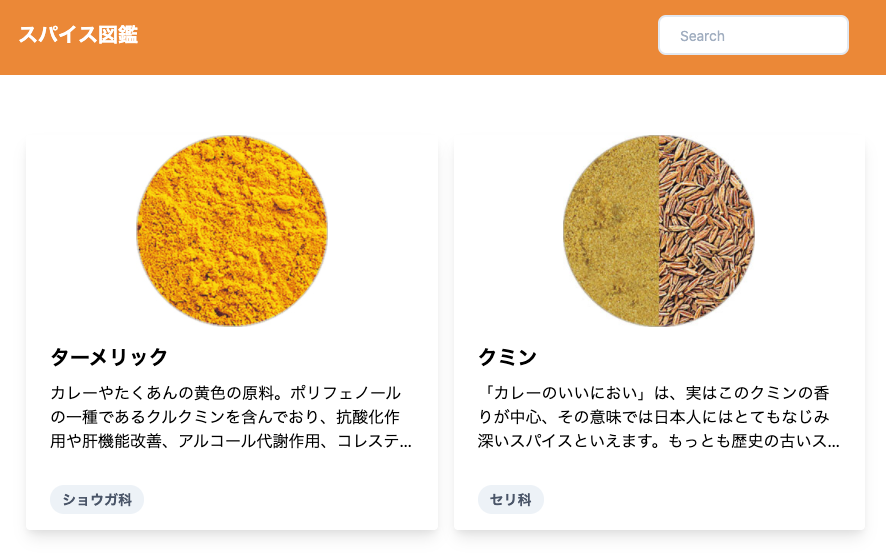 スパイス図鑑
Search
ターメリック
カレーやたくあんの黄色の原料。ポリフェノール
の一種であるクルクミンを含んでおり、抗酸化作
用や肝機能改善、アルコール代謝作用、コレステ...
ショウガ科
クミン
「カレーのいいにおい」は、実はこのクミンの香
りが中心、その意味では日本人にはとてもなじみ
深いスパイスといえます。もっとも歴史の古いス...
セリ科